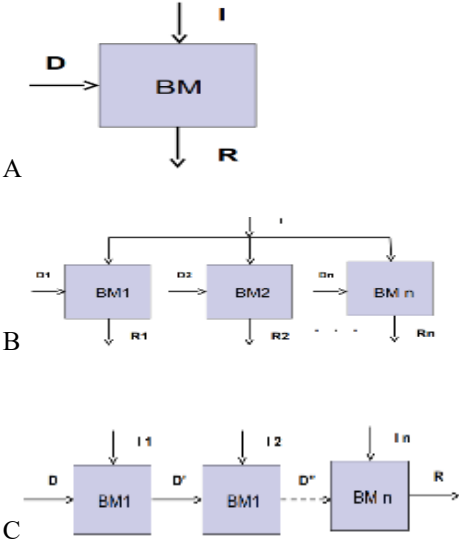 I
D
BM
R
A
I
D1
BM1
D2
BM2
Dn
BM n
R1
R2
. . .
Rn
B
I 1
I 2
I n
D
BM1
D'
BM1
D"
BM n
R
C